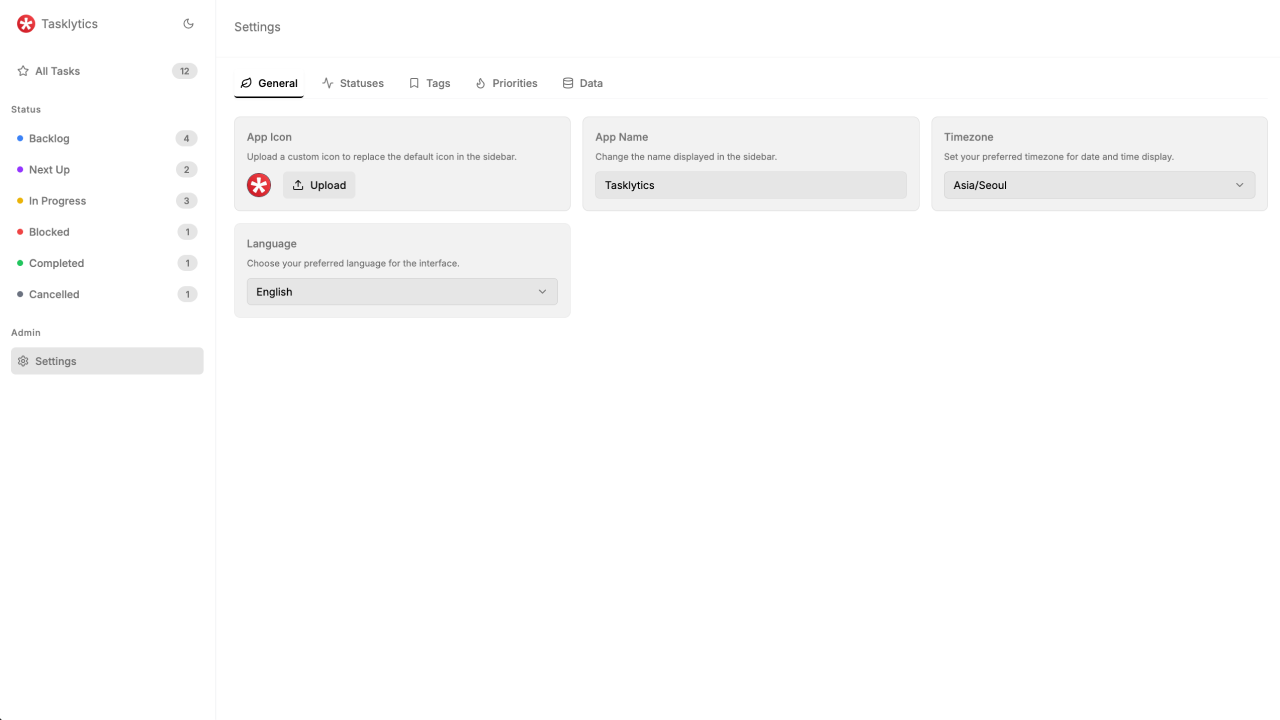 Tasklytics
All Tasks 12
Status
Backlog 4
Next Up 2
In Progress 3
Blocked 1
Completed 1
Cancelled 1
Admin
Settings
Settings
General Statuses Tags Priorities Data
App Icon
Upload a custom icon to replace the default icon in the sidebar.
Upload
App Name
Change the name displayed in the sidebar.
Tasklytics
Timezone
Set your preferred timezone for date and time display.
Asia/Seoul
Language
Choose your preferred language for the interface.
English